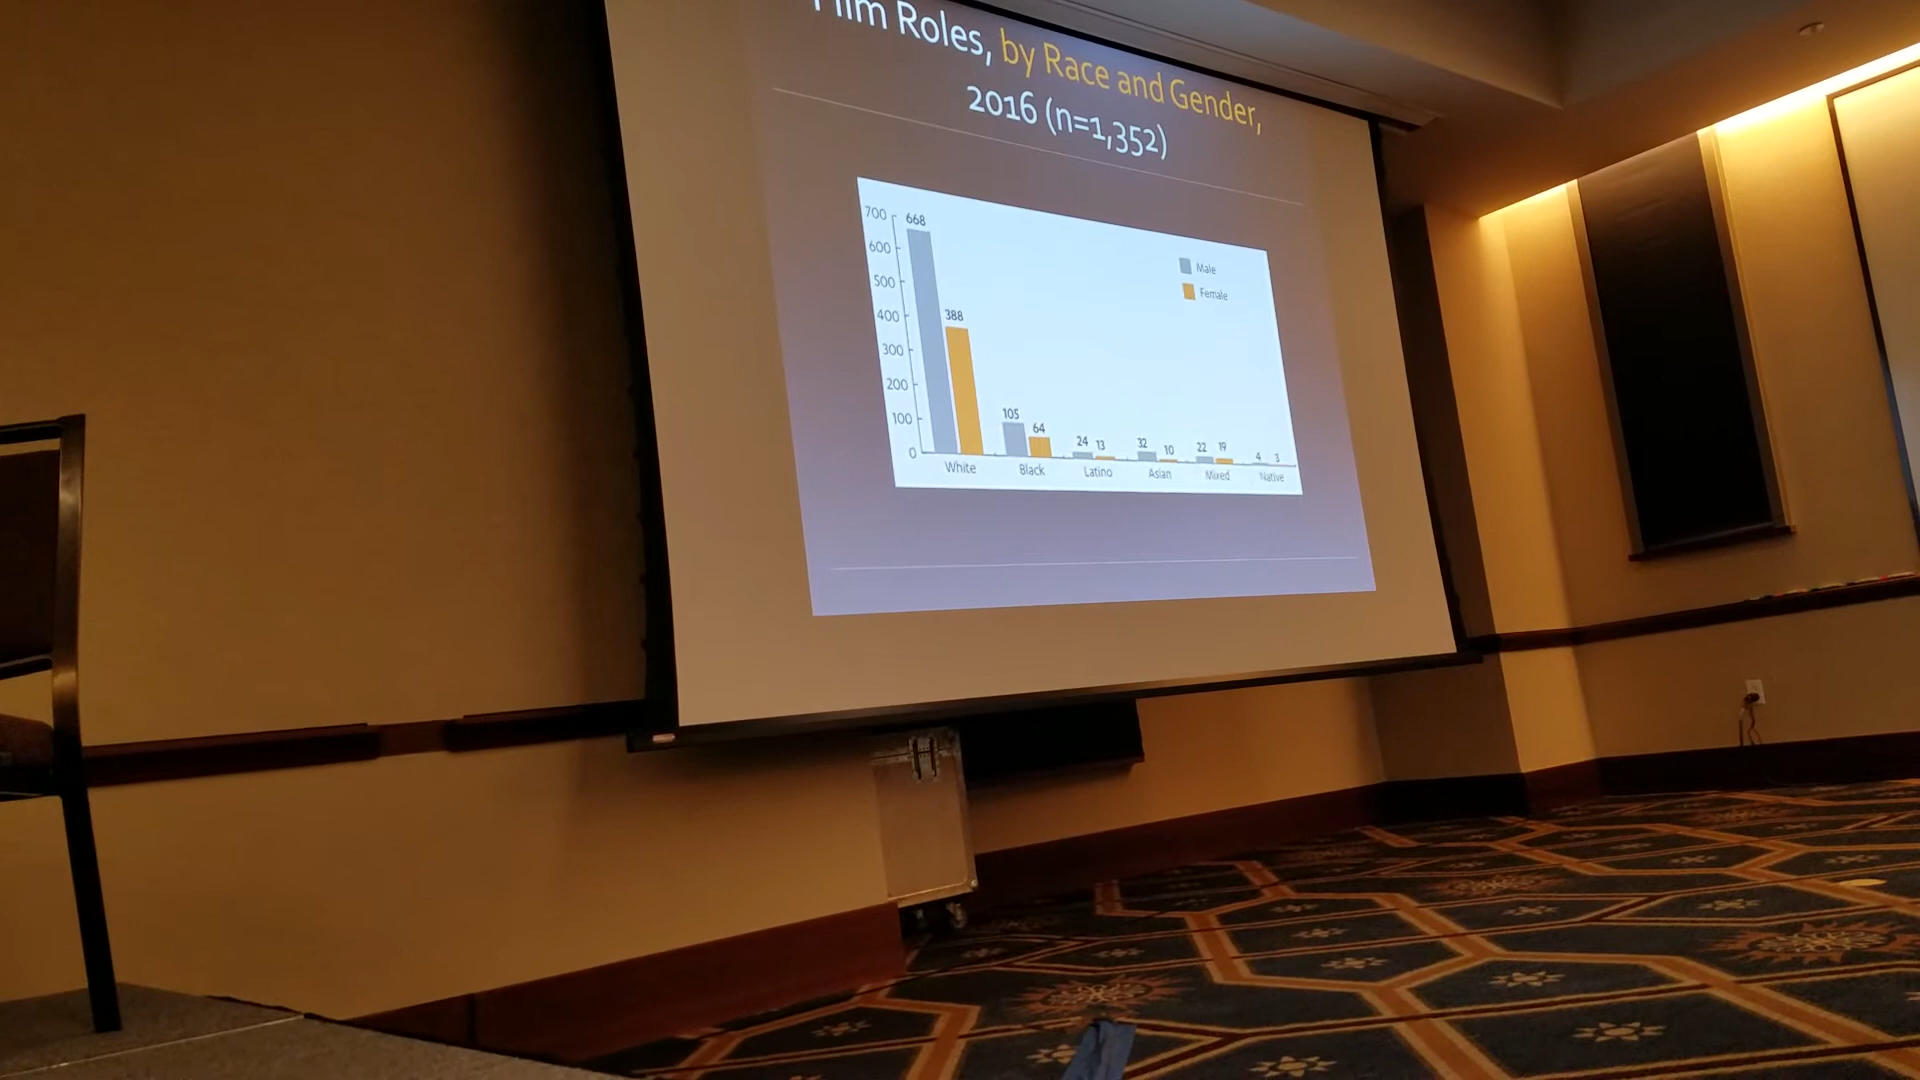 Film Roles, by Race and Gender,
2016 (n=1,352)
700
600
500
400
300
200
100
0
668
388
105
64
24
13
32
10
22
19
4
3
Male
Female
White
Black
Latino
Asian
Mixed
Native